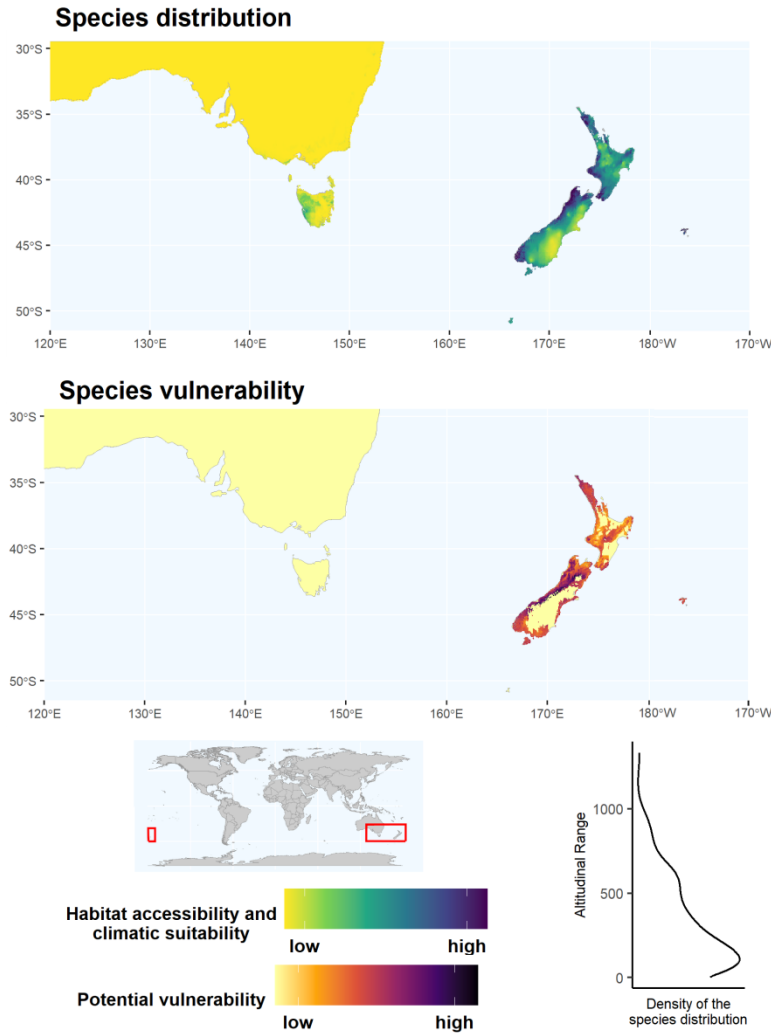 Species distribution
30°S
35°S
40°S
45°S
50°S
120°E 130°E 140°E 150°E 160°E 170°E 180°W 170°W
Species vulnerability
30°S
35°S
40°S
45°S
50°S
120°E 130°E 140°E 150°E 160°E 170°E 180°W 170°W
Habitat accessibility and
climatic suitability
low high
Potential vulnerability
low high
Altitudinal Range
1000
500
0
Density of the
species distribution